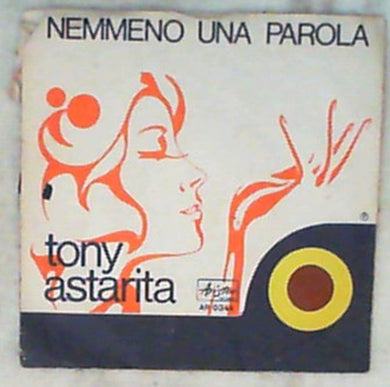 NEMMENO UNA PAROLA
℗
tony
astarita